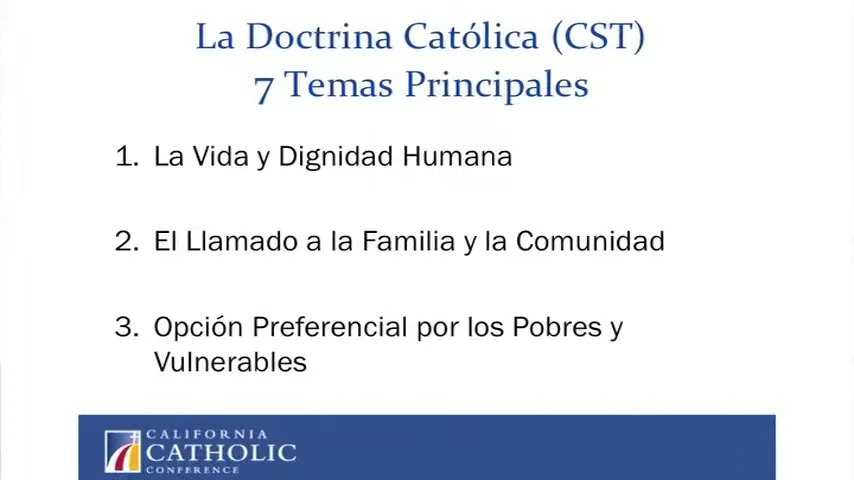 La Doctrina Católica (CST)
7 Temas Principales
1. La Vida y Dignidad Humana
2. El Llamado a la Familia y la Comunidad
3. Opción Preferencial por los Pobres y
Vulnerables
CALIFORNIA
CATHOLIC
CONFERENCE